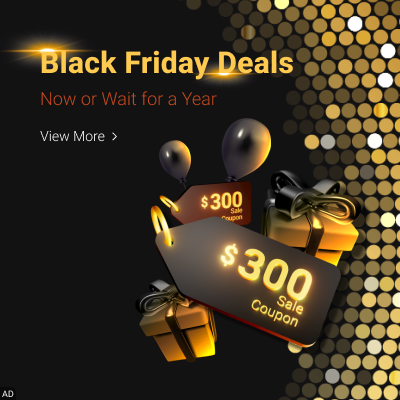 Black Friday Deals
Now or Wait for a Year
View More >
$300
Sale
Coupon
$300
Sale
Coupon
AD